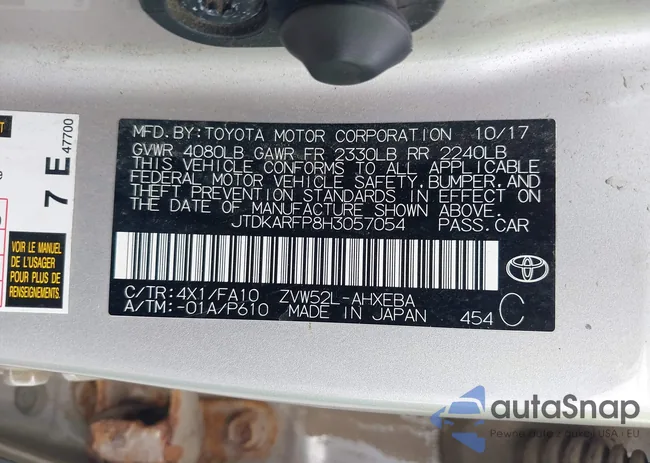 MFD. BY: TOYOTA MOTOR CORPORATION 10/17
GVWR 4080LB GAWR FR 2330LB RR 2240LB
THIS VEHICLE CONFORMS TO ALL APPLICABLE
FEDERAL MOTOR VEHICLE SAFETY, BUMPER, AND
THEFT PREVENTION STANDARDS IN EFFECT ON
THE DATE OF MANUFACTURE SHOWN ABOVE.
JTDKARFP8H3057054 PASS. CAR
C/TR: 4X1/FA10 ZVW52L-AHXEBA
A/TM: -01A/P610 MADE IN JAPAN 454 C
7 E 47700
VOIR LE MANUEL
DE L'USAGER
POUR PLUS DE
autoSnap